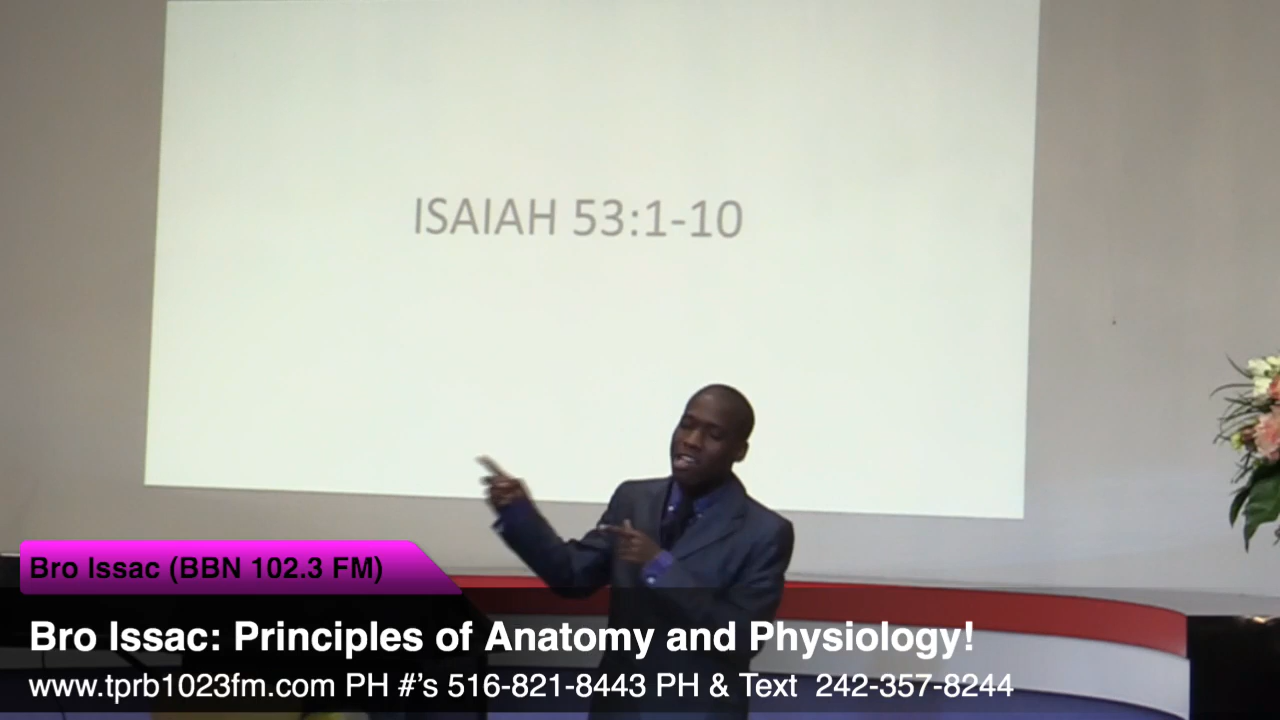 ISAIAH 53:1-10
Bro Issac (BBN 102.3 FM)
Bro Issac: Principles of Anatomy and Physiology!
www.tprb1023fm.com PH #’s 516-821-8443 PH & Text 242-357-8244